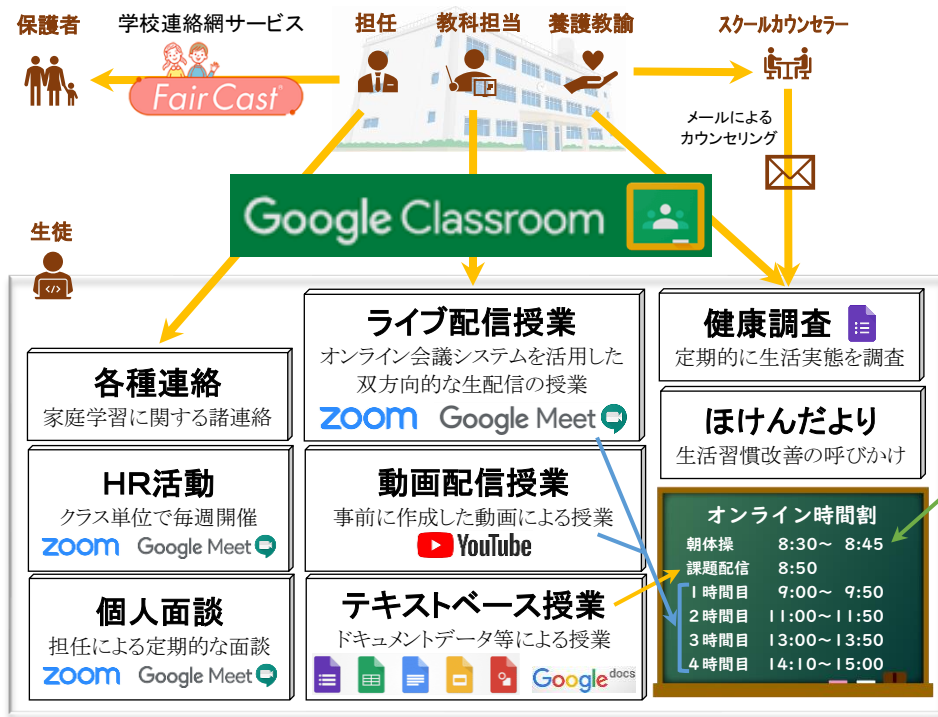 保護者
学校連絡網サービス
FairCast
担任
教科担当
養護教諭
スクールカウンセラー
メールによる
カウンセリング
Google Classroom
生徒
各種連絡
家庭学習に関する諸連絡
HR活動
クラス単位で毎週開催
zoom Google Meet
個人面談
担任による定期的な面談
zoom Google Meet
ライブ配信授業
オンライン会議システムを活用した
双方向的な生配信の授業
zoom Google Meet
動画配信授業
事前に作成した動画による授業
YouTube
テキストベース授業
ドキュメントデータ等による授業
Google docs
健康調査
定期的に生活実態を調査
ほけんだより
生活習慣改善の呼びかけ
オンライン時間割
朝体操 8:30～ 8:45
課題配信 8:50
1時間目 9:00～ 9:50
2時間目 11:00～11:50
3時間目 13:00～13:50
4時間目 14:10～15:00